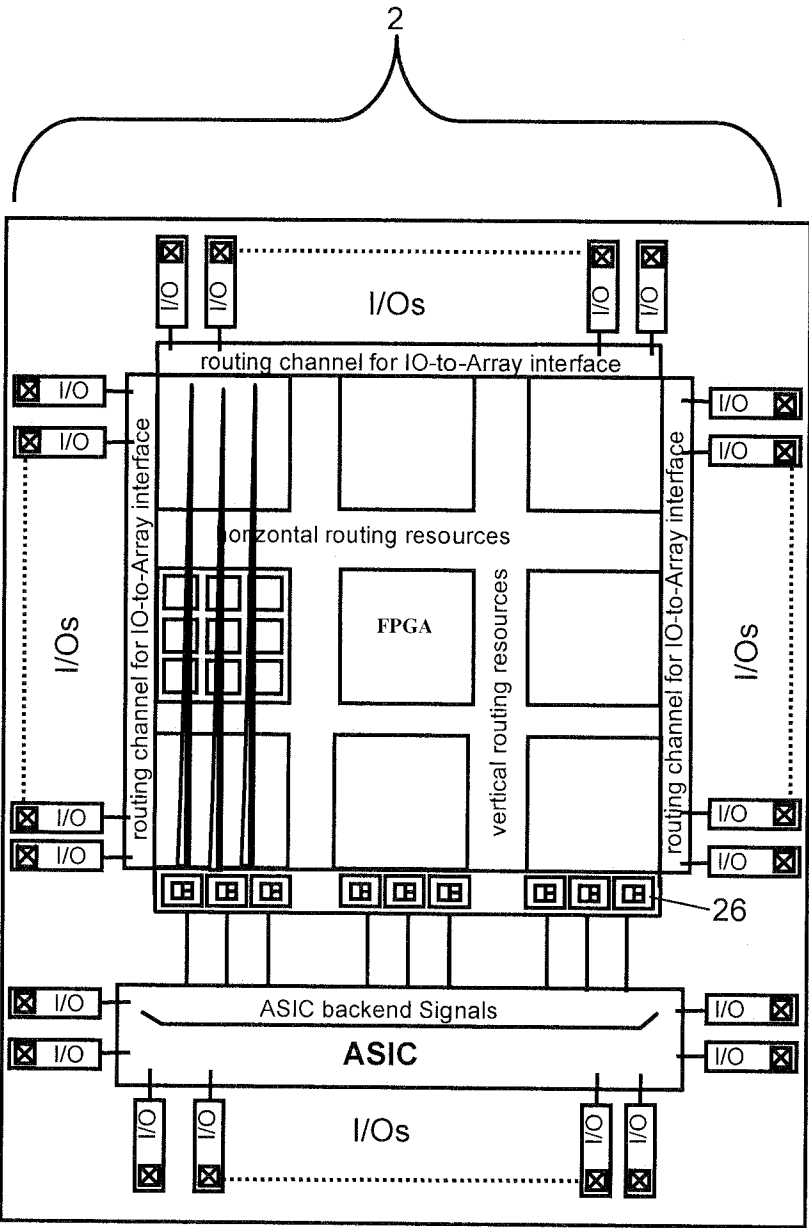 2
I/O
I/O
I/O
I/O
I/Os
routing channel for IO-to-Array interface
I/O
I/O
I/O
I/O
routing channel for IO-to-Array interface
routing channel for IO-to-Array interface
horizontal routing resources
I/Os
FPGA
vertical routing resources
I/Os
I/O
I/O
I/O
I/O
26
I/O
ASIC backend Signals
I/O
I/O
ASIC
I/O
I/O
I/O
I/Os
I/O
I/O